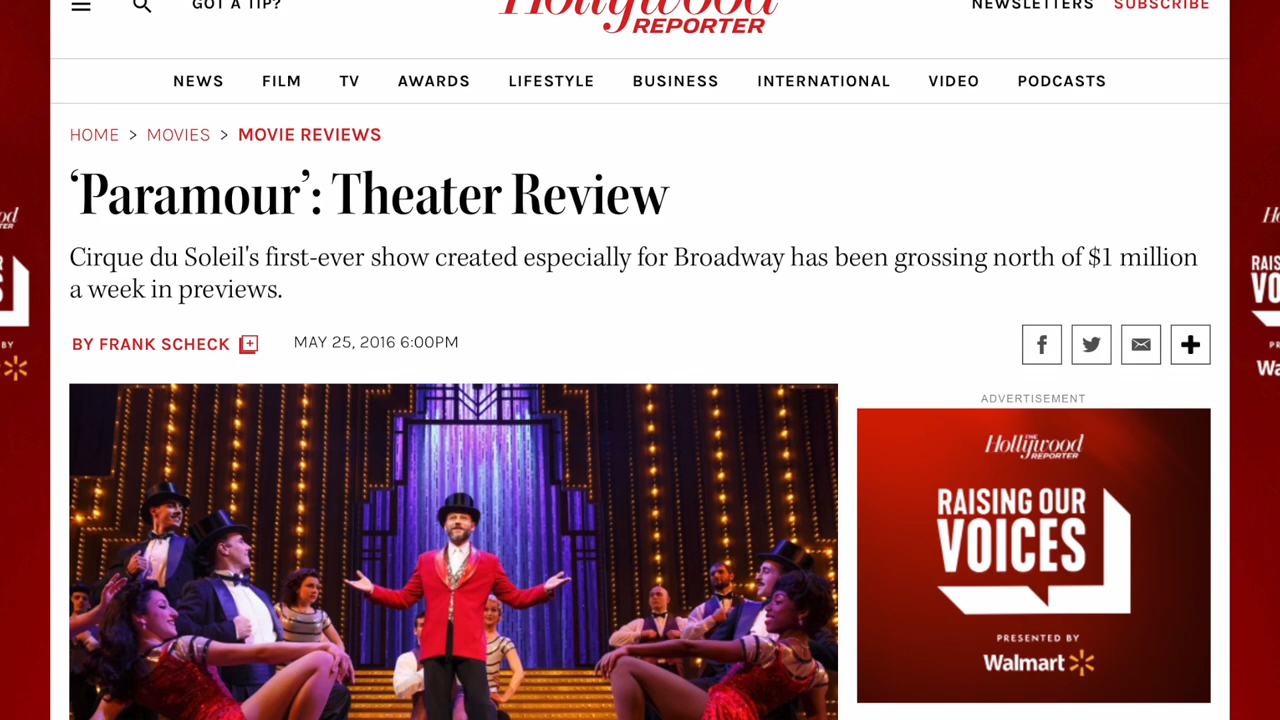 GOT A TIP?
Hollywood
REPORTER
NEWSLETTERS SUBSCRIBE
NEWS FILM TV AWARDS LIFESTYLE BUSINESS INTERNATIONAL VIDEO PODCASTS
HOME > MOVIES > MOVIE REVIEWS
‘Paramour’: Theater Review
Cirque du Soleil's first-ever show created especially for Broadway has been grossing north of $1 million
a week in previews.
BY FRANK SCHECK MAY 25, 2016 6:00PM
ADVERTISEMENT
THE
Hollywood
REPORTER
RAISING OUR
VOICES
PRESENTED BY
Walmart